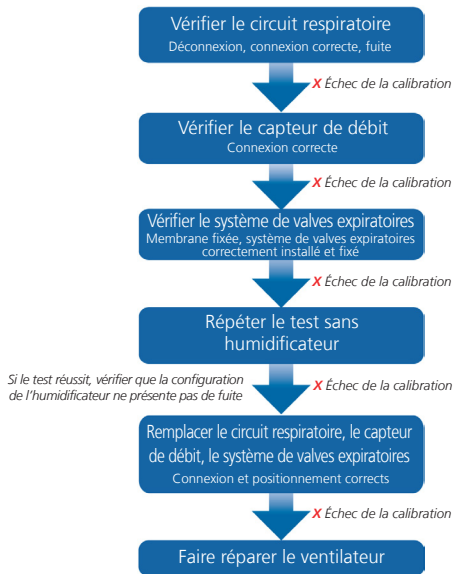 Vérifier le circuit respiratoire
Déconnexion, connexion correcte, fuite
X Échec de la calibration
Vérifier le capteur de débit
Connexion correcte
X Échec de la calibration
Vérifier le système de valves expiratoires
Membrane fixée, système de valves expiratoires
correctement installé et fixé
X Échec de la calibration
Répéter le test sans
humidificateur
Si le test réussit, vérifier que la configuration
de l'humidificateur ne présente pas de fuite
X Échec de la calibration
Remplacer le circuit respiratoire, le capteur
de débit, le système de valves expiratoires
Connexion et positionnement corrects
X Échec de la calibration
Faire réparer le ventilateur